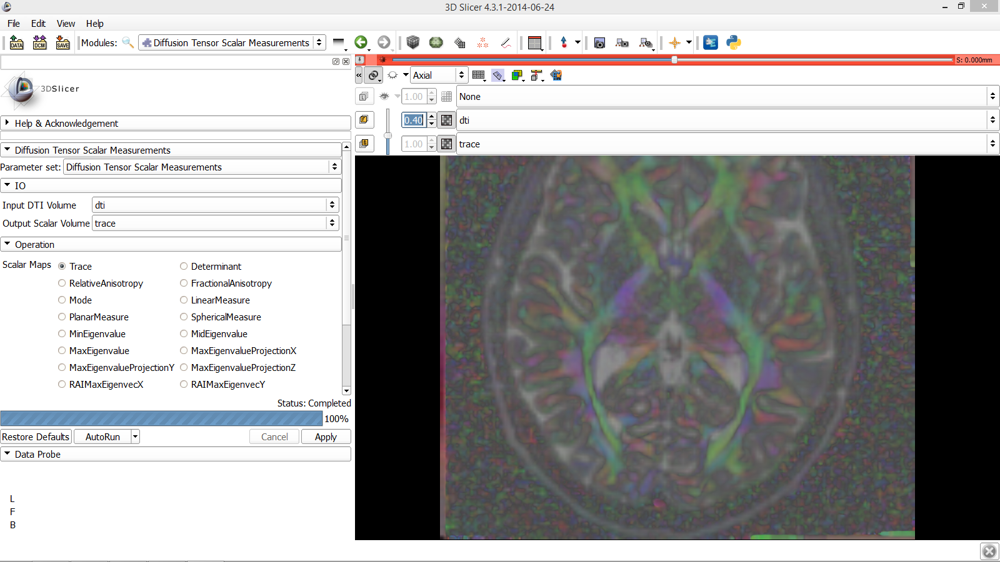 3D Slicer 4.3.1-2014-06-24
File Edit View Help
DATA DCM SAVE Modules: Diffusion Tensor Scalar Measurements
S: 0.000mm
Axial
3DSlicer
L 1.00 None
Help & Acknowledgement
F 0.40 dti
B 1.00 trace
Diffusion Tensor Scalar Measurements
Parameter set: Diffusion Tensor Scalar Measurements
IO
Input DTI Volume dti
Output Scalar Volume trace
Operation
Scalar Maps Trace Determinant
RelativeAnisotropy FractionalAnisotropy
Mode LinearMeasure
PlanarMeasure SphericalMeasure
MinEigenvalue MidEigenvalue
MaxEigenvalue MaxEigenvalueProjectionX
MaxEigenvalueProjectionY MaxEigenvalueProjectionZ
RAIMaxEigenvecX RAIMaxEigenvecY
Status: Completed
100%
Restore Defaults AutoRun Cancel Apply
Data Probe
L
F
B